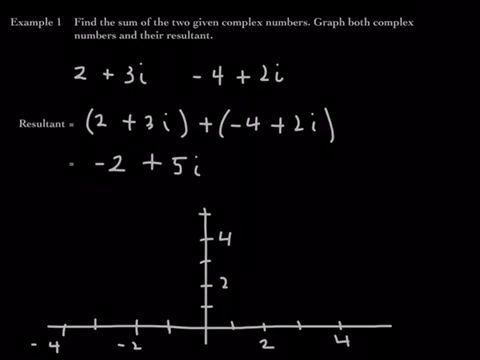 Example 1 Find the sum of the two given complex numbers. Graph both complex
numbers and their resultant.
2 + 3i -4 + 2i
Resultant = (2 + 3i) + (-4 + 2i)
= -2 + 5i
4
2
-4 -2 2 4